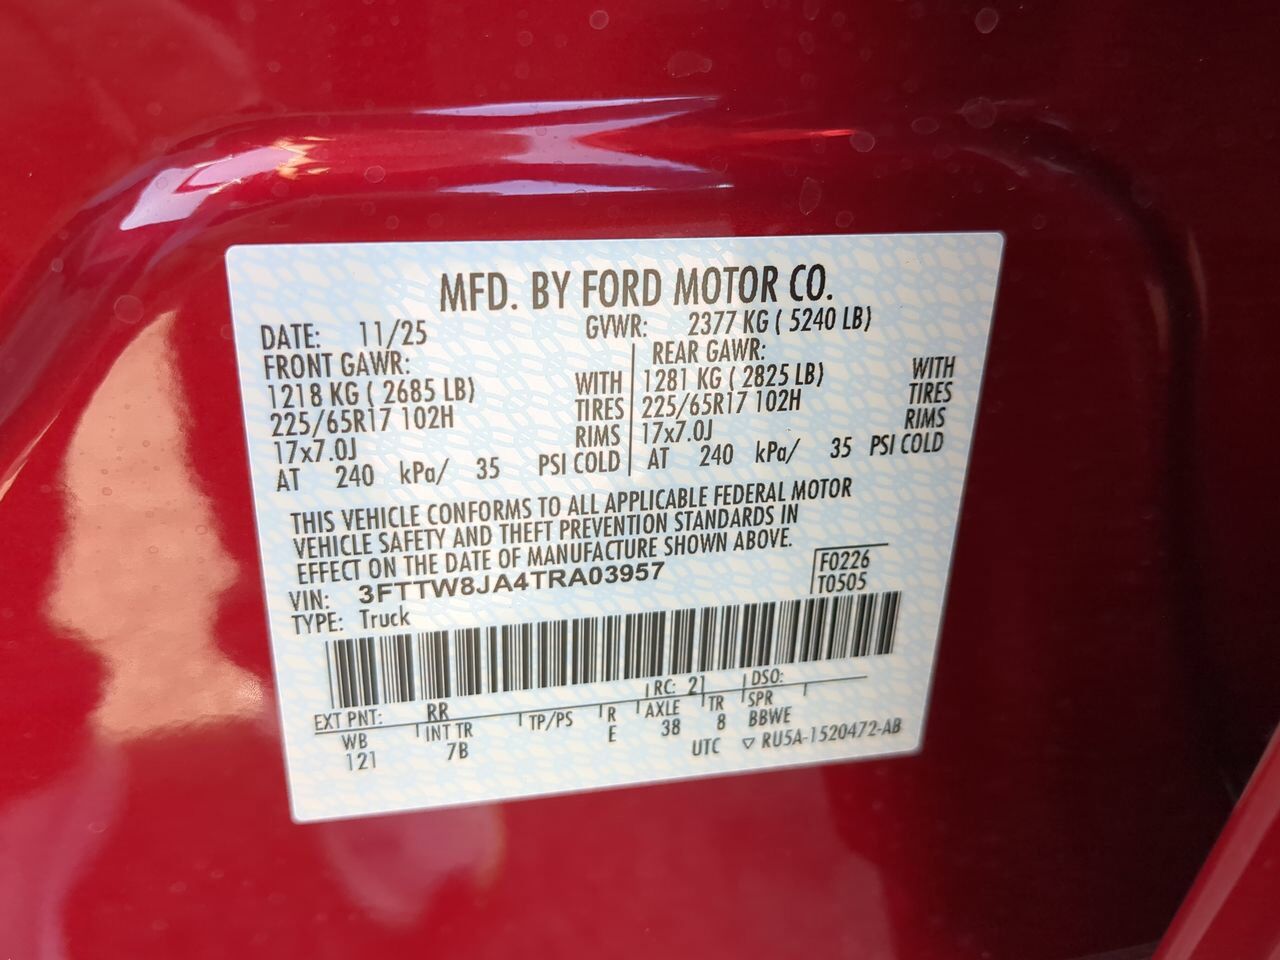 MFD. BY FORD MOTOR CO.
DATE: 11/25 GVWR: 2377 KG ( 5240 LB)
FRONT GAWR: REAR GAWR:
1218 KG ( 2685 LB) WITH 1281 KG ( 2825 LB) WITH
225/65R17 102H TIRES 225/65R17 102H TIRES
17x7.0J RIMS 17x7.0J RIMS
AT 240 kPa/ 35 PSI COLD AT 240 kPa/ 35 PSI COLD
THIS VEHICLE CONFORMS TO ALL APPLICABLE FEDERAL MOTOR
VEHICLE SAFETY AND THEFT PREVENTION STANDARDS IN
EFFECT ON THE DATE OF MANUFACTURE SHOWN ABOVE.
VIN: 3FTTW8JA4TRA03957 F0226
TYPE: Truck T0505
EXT PNT: RR RC: 21 DSO:
WB INT TR TP/PS R AXLE TR SPR
121 7B E 38 8 BBWE
UTC ▽ RU5A-1520472-AB